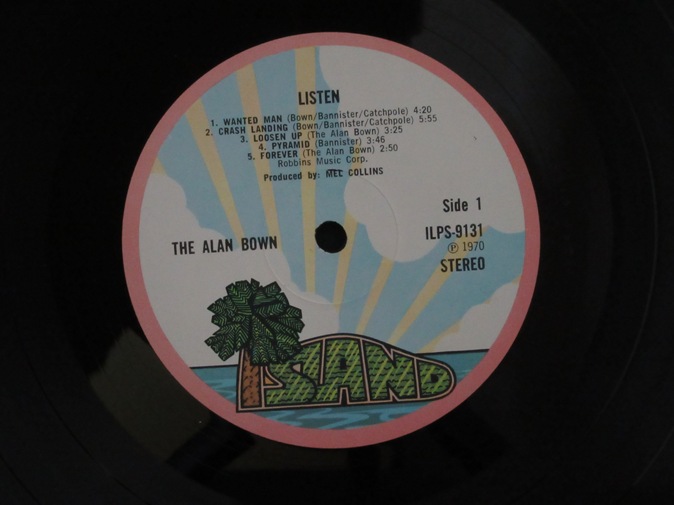 LISTEN
1. WANTED MAN (Bown/Bannister/Catchpole) 4:20
2. CRASH LANDING (Bown/Bannister/Catchpole) 5:55
3. LOOSEN UP (The Alan Bown) 3:25
4. PYRAMID (Bannister) 3:46
5. FOREVER (The Alan Bown) 2:50
Robbins Music Corp.
Produced by: MEL COLLINS
Side 1
THE ALAN BOWN
ILPS-9131
Ⓟ 1970
STEREO
ISLAND